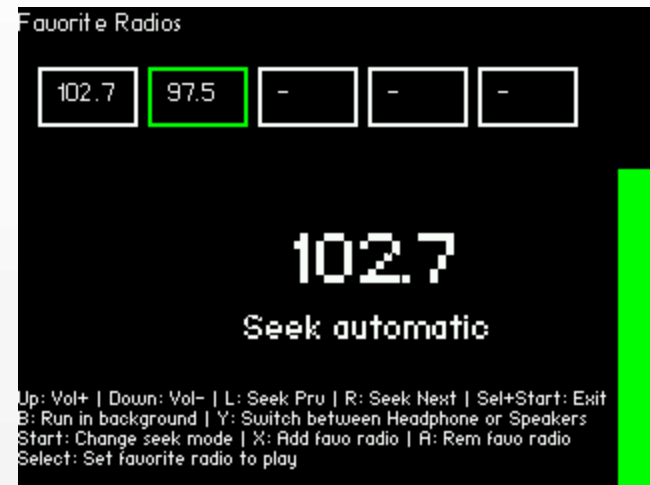 Favorite Radios
102.7 97.5 - - -
102.7
Seek automatic
Up: Vol+ | Down: Vol- | L: Seek Prv | R: Seek Next | Sel+Start: Exit
B: Run in background | Y: Switch between Headphone or Speakers
Start: Change seek mode | X: Add favo radio | A: Rem favo radio
Select: Set favorite radio to play